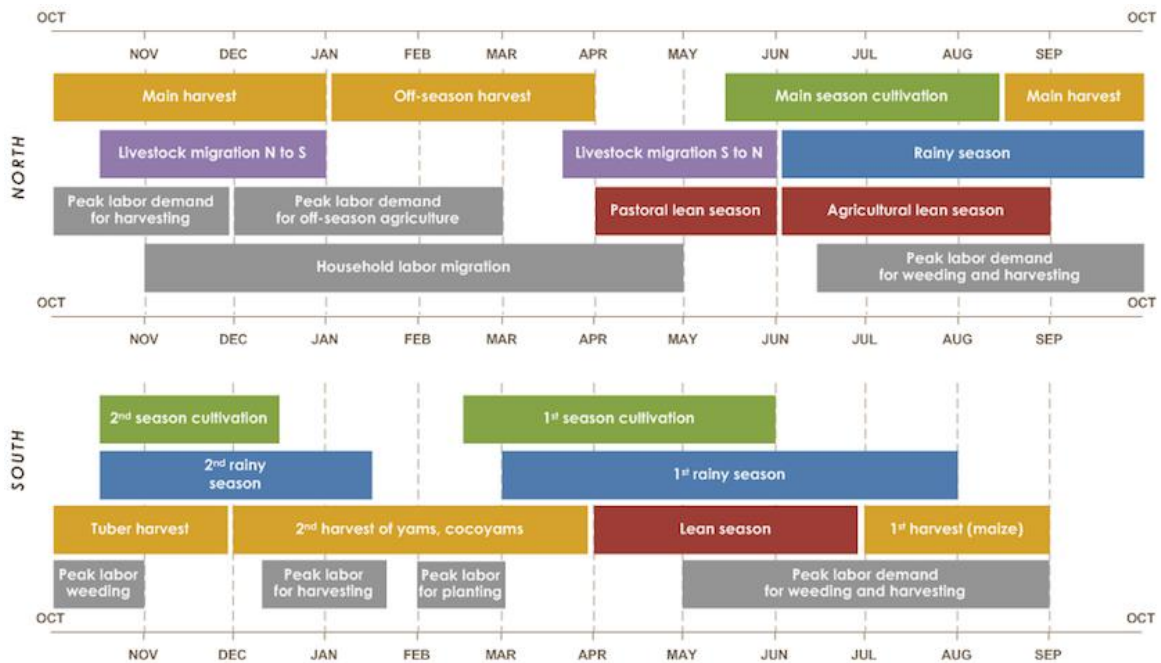 OCT OCT
NOV DEC JAN FEB MAR APR MAY JUN JUL AUG SEP
NORTH
Main harvest
Off-season harvest
Main season cultivation
Main harvest
Livestock migration N to S
Livestock migration S to N
Rainy season
Peak labor demand
for harvesting
Peak labor demand
for off-season agriculture
Pastoral lean season
Agricultural lean season
Household labor migration
Peak labor demand
for weeding and harvesting
OCT OCT
NOV DEC JAN FEB MAR APR MAY JUN JUL AUG SEP
SOUTH
2nd season cultivation
1st season cultivation
2nd rainy
season
1st rainy season
Tuber harvest
2nd harvest of yams, cocoyams
Lean season
1st harvest (maize)
Peak labor
weeding
Peak labor
for harvesting
Peak labor
for planting
Peak labor demand
for weeding and harvesting
OCT OCT
NOV DEC JAN FEB MAR APR MAY JUN JUL AUG SEP